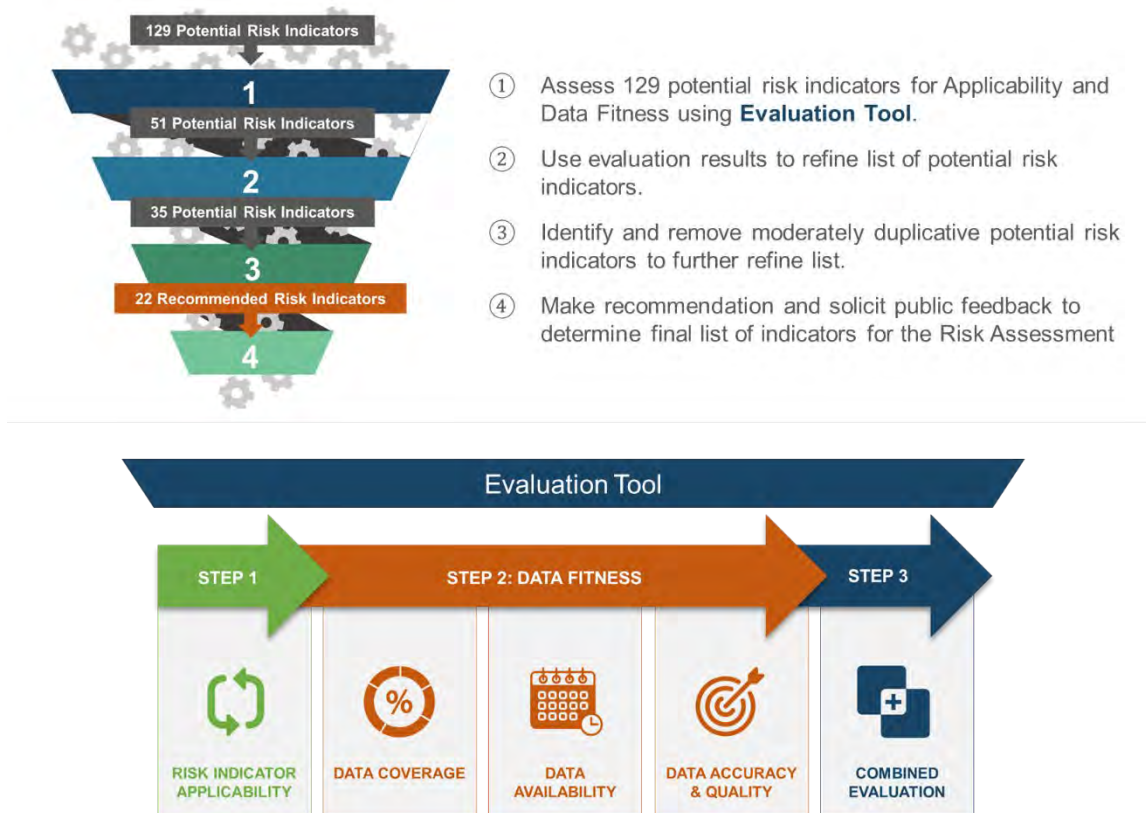 129 Potential Risk Indicators
1
51 Potential Risk Indicators
2
35 Potential Risk Indicators
3
22 Recommended Risk Indicators
4
① Assess 129 potential risk indicators for Applicability and
Data Fitness using Evaluation Tool.
② Use evaluation results to refine list of potential risk
indicators.
③ Identify and remove moderately duplicative potential risk
indicators to further refine list.
④ Make recommendation and solicit public feedback to
determine final list of indicators for the Risk Assessment
Evaluation Tool
STEP 1
STEP 2: DATA FITNESS
STEP 3
%
RISK INDICATOR
APPLICABILITY
DATA COVERAGE
DATA
AVAILABILITY
DATA ACCURACY
& QUALITY
COMBINED
EVALUATION